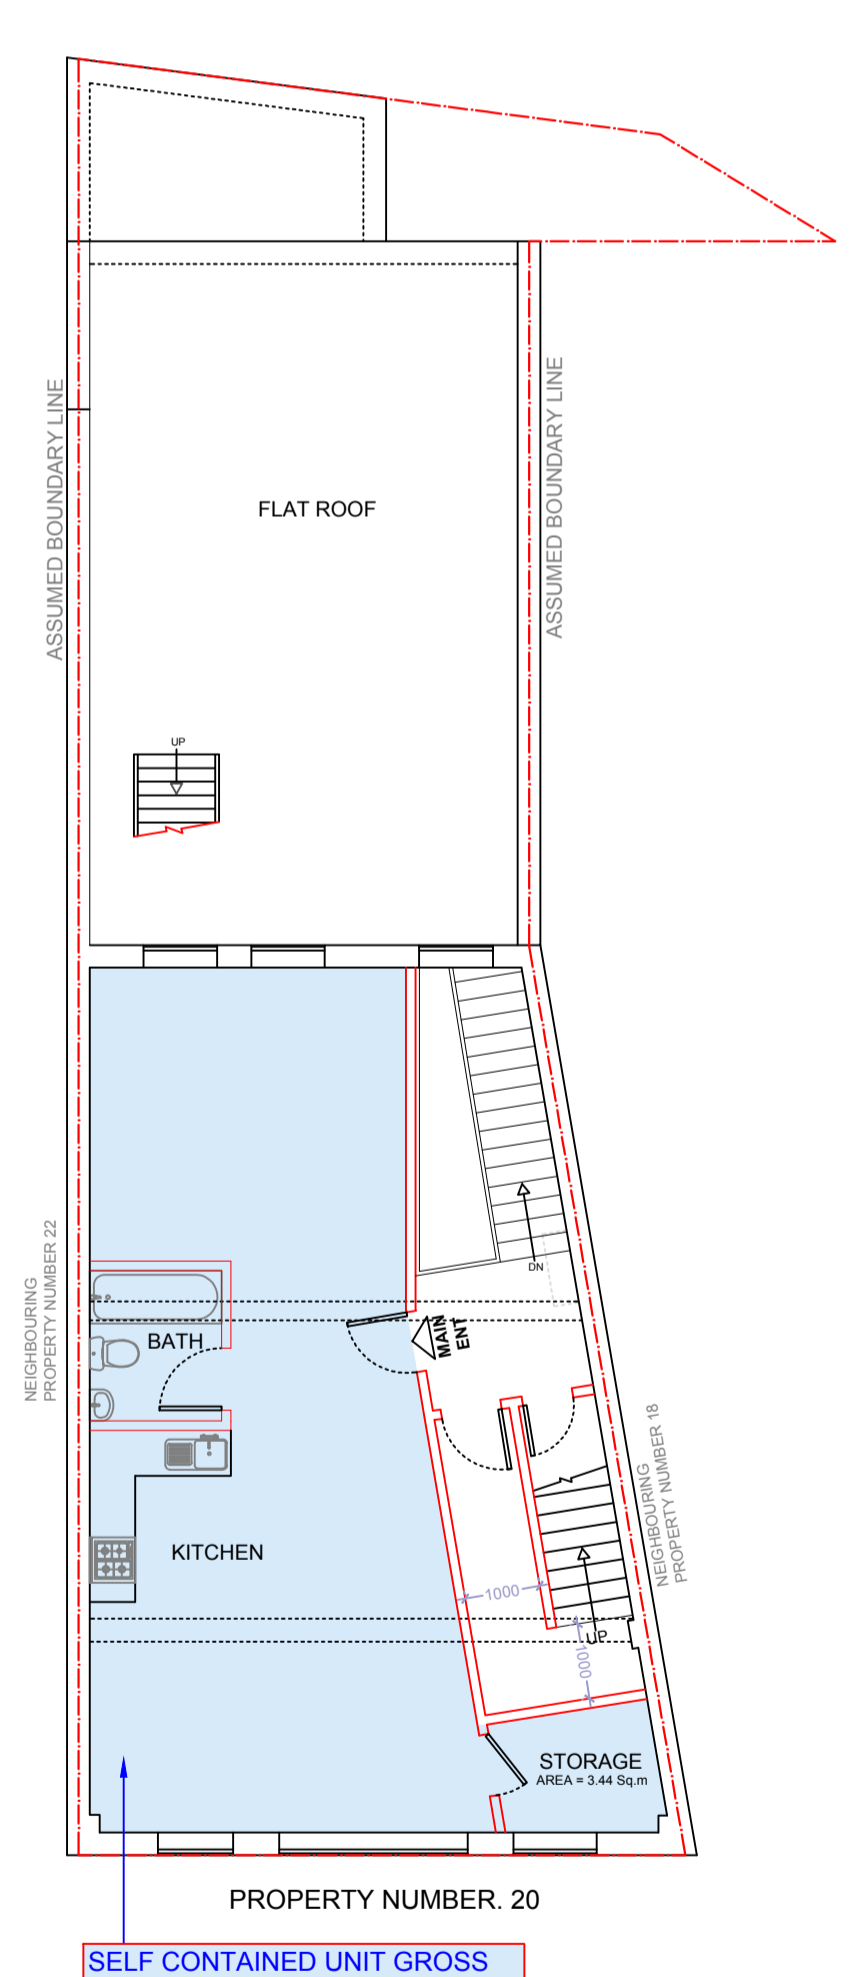 ASSUMED BOUNDARY LINE
ASSUMED BOUNDARY LINE
FLAT ROOF
UP
NEIGHBOURING
PROPERTY NUMBER 22
DN
MAIN
ENT
BATH
NEIGHBOURING
PROPERTY NUMBER 18
KITCHEN
1000
UP
1000
STORAGE
AREA = 3.44 Sq.m
PROPERTY NUMBER. 20
SELF CONTAINED UNIT GROSS